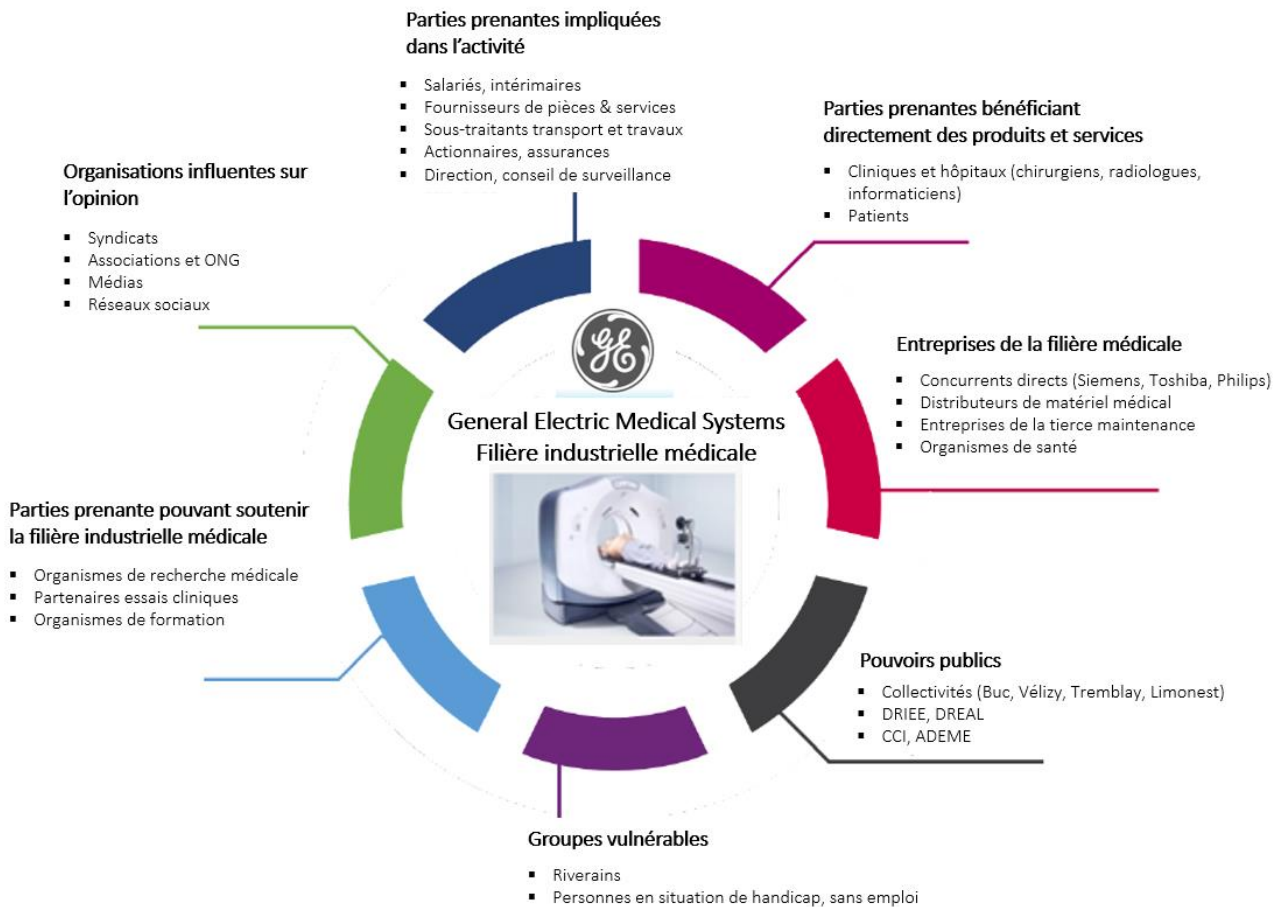 Parties prenantes impliquées
dans l'activité
▪ Salariés, intérimaires
▪ Fournisseurs de pièces & services
▪ Sous-traitants transport et travaux
▪ Actionnaires, assurances
▪ Direction, conseil de surveillance
Parties prenantes bénéficiant
directement des produits et services
▪ Cliniques et hôpitaux (chirurgiens, radiologues,
informaticiens)
▪ Patients
Organisations influentes sur
l'opinion
▪ Syndicats
▪ Associations et ONG
▪ Médias
▪ Réseaux sociaux
Entreprises de la filière médicale
▪ Concurrents directs (Siemens, Toshiba, Philips)
▪ Distributeurs de matériel médical
▪ Entreprises de la tierce maintenance
▪ Organismes de santé
GE
General Electric Medical Systems
Filière industrielle médicale
Parties prenante pouvant soutenir
la filière industrielle médicale
▪ Organismes de recherche médicale
▪ Partenaires essais cliniques
▪ Organismes de formation
Pouvoirs publics
▪ Collectivités (Buc, Vélizy, Tremblay, Limonest)
▪ DRIEE, DREAL
▪ CCI, ADEME
Groupes vulnérables
▪ Riverains
▪ Personnes en situation de handicap, sans emploi